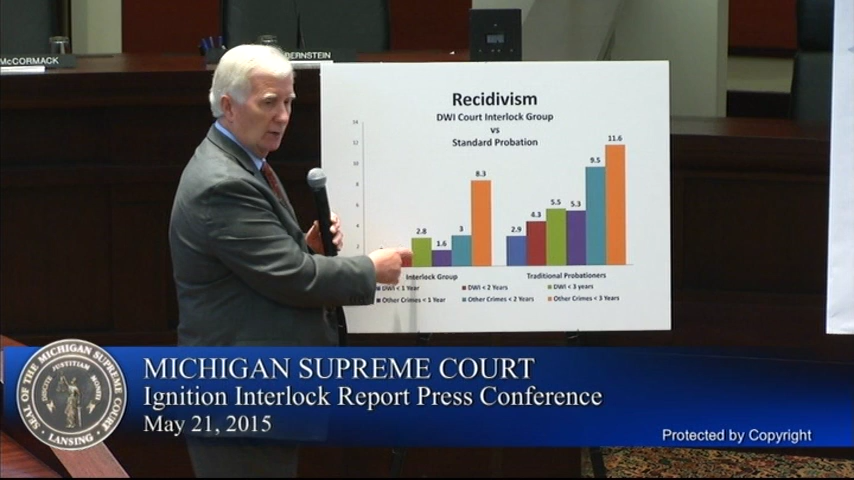 McCORMACK
BERNSTEIN
Recidivism
DWI Court Interlock Group
vs
Standard Probation
14
12
10
8
6
4
2
2.8
1.6
3
8.3
2.9
4.3
5.5
5.3
9.5
11.6
Interlock Group
Traditional Probationers
DWI < 1 Year
DWI < 2 Years
DWI < 3 years
Other Crimes < 1 Year
Other Crimes < 2 Years
Other Crimes < 3 Years
SEAL OF THE MICHIGAN SUPREME COURT
DOCET JUSTITIAM MONITI
LANSING
MICHIGAN SUPREME COURT
Ignition Interlock Report Press Conference
May 21, 2015
Protected by Copyright